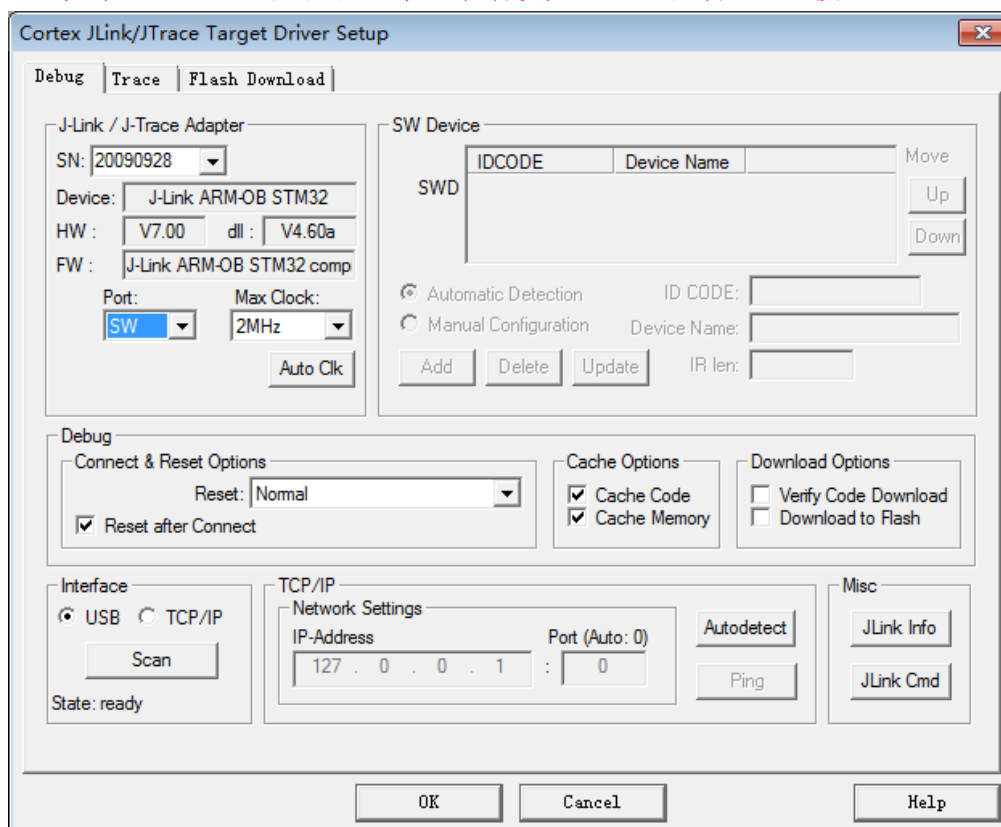 Cortex JLink/JTrace Target Driver Setup
Debug Trace Flash Download
J-Link / J-Trace Adapter
SN: 20090928
Device: J-Link ARM-OB STM32
HW : V7.00 dll : V4.60a
FW : J-Link ARM-OB STM32 comp
Port: Max Clock:
SW 2MHz
Auto Clk
SW Device
IDCODE Device Name Move
SWD
Up
Down
Automatic Detection ID CODE:
Manual Configuration Device Name:
Add Delete Update IR len:
Debug
Connect & Reset Options
Reset: Normal
Reset after Connect
Cache Options
Cache Code
Cache Memory
Download Options
Verify Code Download
Download to Flash
Interface
USB TCP/IP
Scan
State: ready
TCP/IP
Network Settings
IP-Address Port (Auto: 0)
127 . 0 . 0 . 1 : 0
Autodetect
Ping
Misc
JLink Info
JLink Cmd
OK Cancel Help